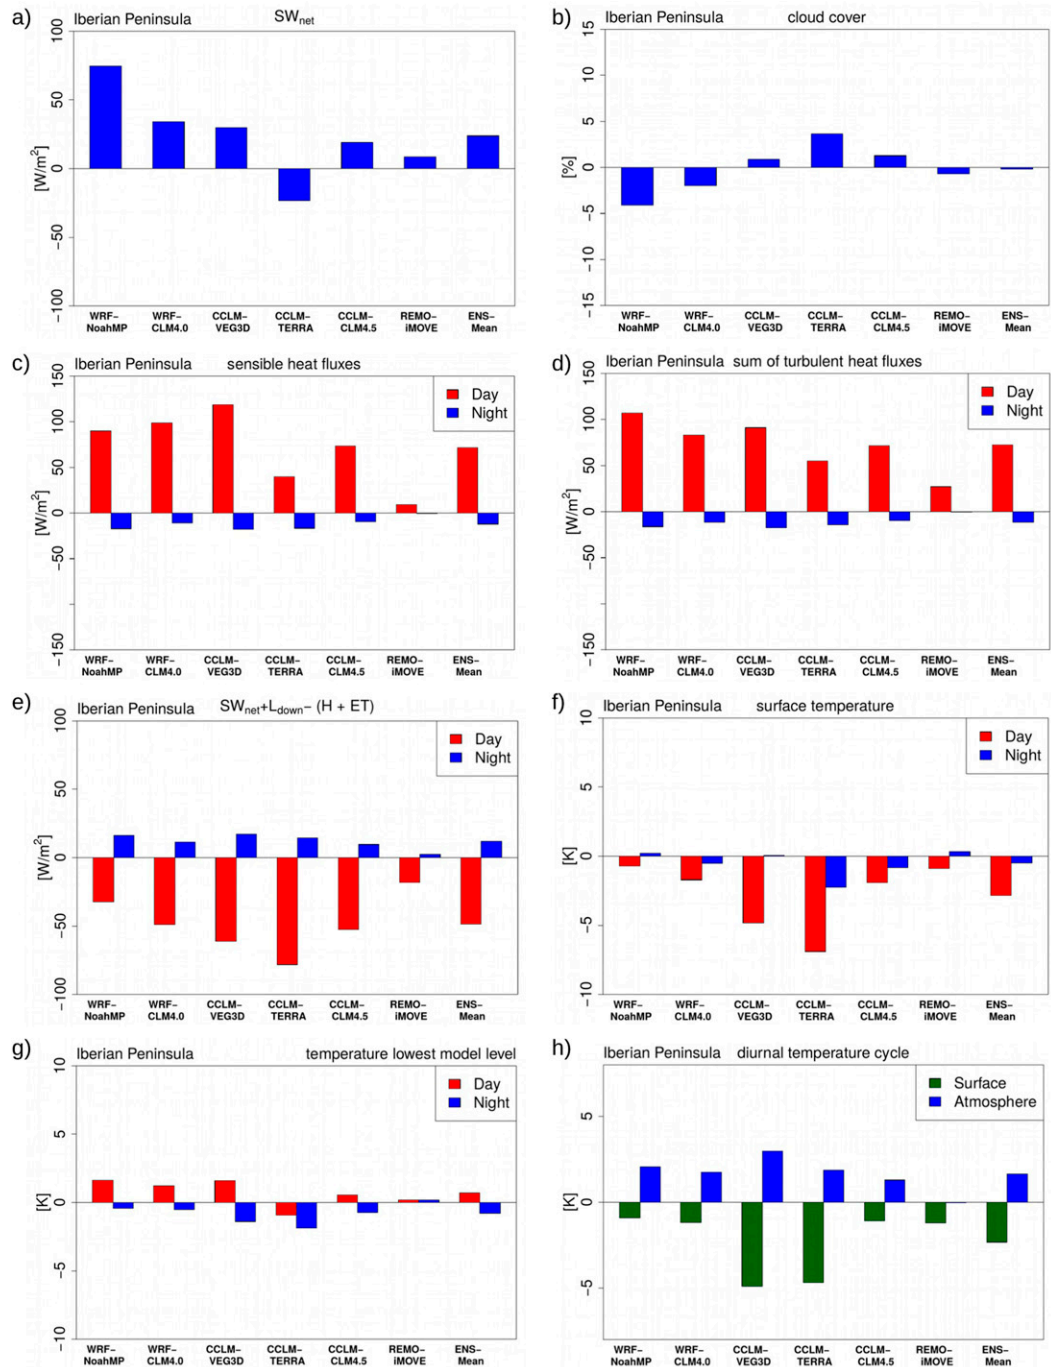 a) Iberian Peninsula SWnet
[W/m²]
100
50
0
−50
−100
WRF− WRF− CCLM− CCLM− CCLM− REMO− ENS−
NoahMP CLM4.0 VEG3D TERRA CLM4.5 iMOVE Mean
b) Iberian Peninsula cloud cover
[%]
15
10
5
0
−5
−10
−15
WRF− WRF− CCLM− CCLM− CCLM− REMO− ENS−
NoahMP CLM4.0 VEG3D TERRA CLM4.5 iMOVE Mean
c) Iberian Peninsula sensible heat fluxes
Day
Night
[W/m²]
150
100
50
0
−50
−150
WRF− WRF− CCLM− CCLM− CCLM− REMO− ENS−
NoahMP CLM4.0 VEG3D TERRA CLM4.5 iMOVE Mean
d) Iberian Peninsula sum of turbulent heat fluxes
Day
Night
[W/m²]
150
100
50
0
−50
−150
WRF− WRF− CCLM− CCLM− CCLM− REMO− ENS−
NoahMP CLM4.0 VEG3D TERRA CLM4.5 iMOVE Mean
e) Iberian Peninsula SWnet+Ldown− (H + ET)
Day
Night
[W/m²]
100
50
0
−50
−100
WRF− WRF− CCLM− CCLM− CCLM− REMO− ENS−
NoahMP CLM4.0 VEG3D TERRA CLM4.5 iMOVE Mean
f) Iberian Peninsula surface temperature
Day
Night
[K]
10
5
0
−5
−10
WRF− WRF− CCLM− CCLM− CCLM− REMO− ENS−
NoahMP CLM4.0 VEG3D TERRA CLM4.5 iMOVE Mean
g) Iberian Peninsula temperature lowest model level
Day
Night
[K]
10
5
0
−5
−10
WRF− WRF− CCLM− CCLM− CCLM− REMO− ENS−
NoahMP CLM4.0 VEG3D TERRA CLM4.5 iMOVE Mean
h) Iberian Peninsula diurnal temperature cycle
Surface
Atmosphere
[K]
5
0
−5
WRF− WRF− CCLM− CCLM− CCLM− REMO− ENS−
NoahMP CLM4.0 VEG3D TERRA CLM4.5 iMOVE Mean